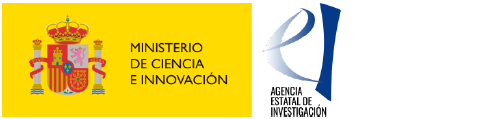 MINISTERIO
DE CIENCIA
E INNOVACIÓN
AGENCIA
ESTATAL DE
INVESTIGACIÓN